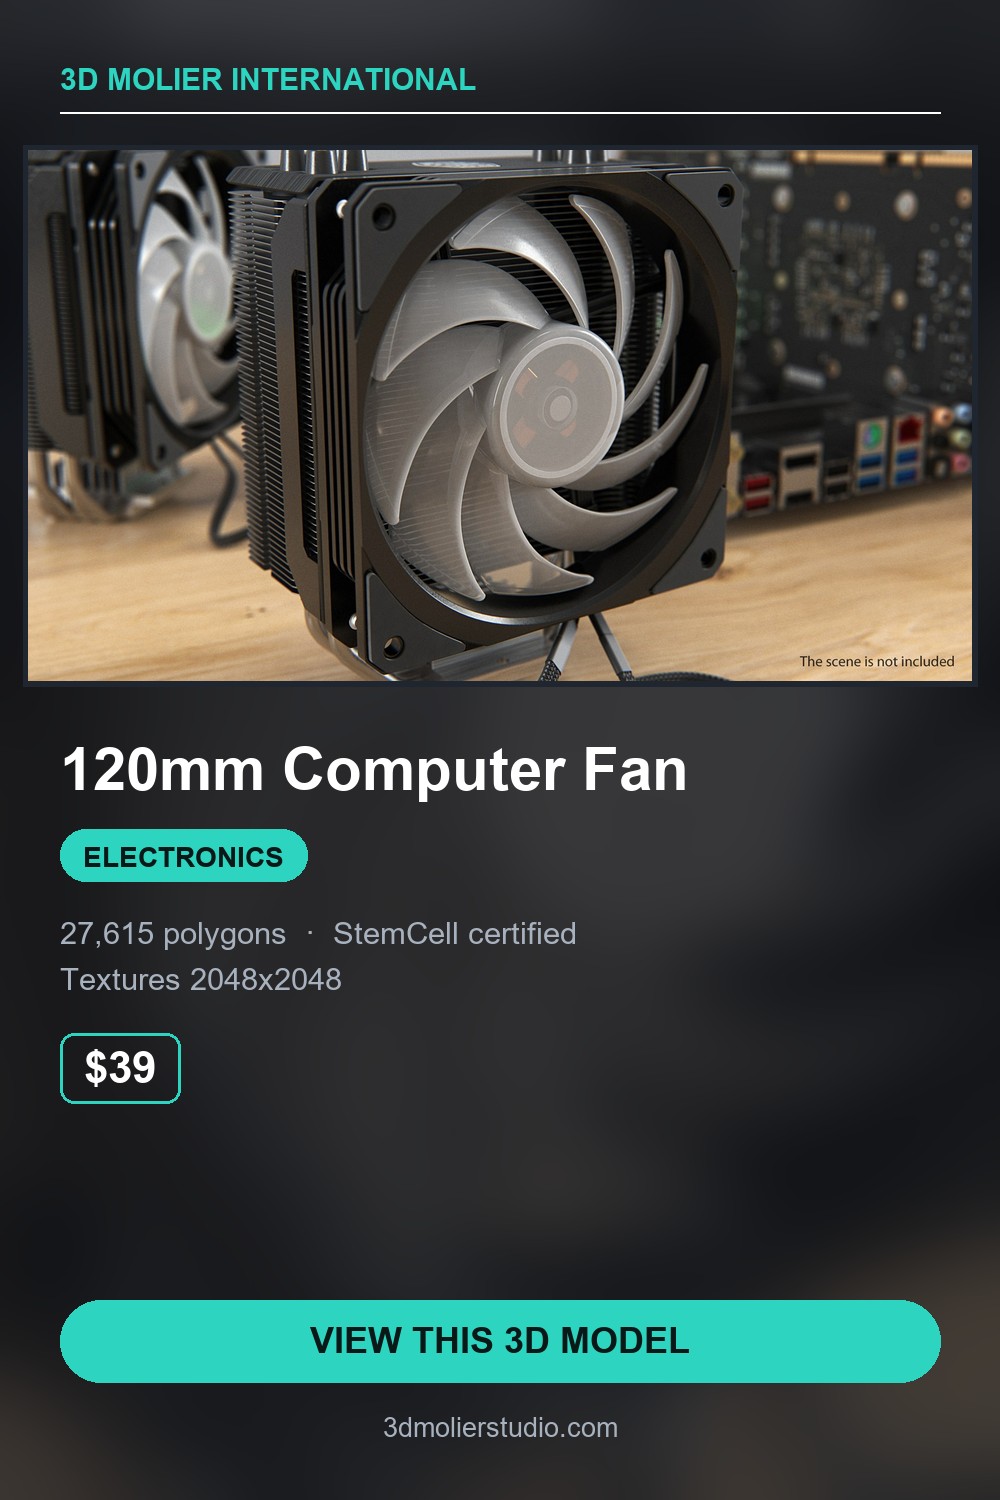 3D MOLIER INTERNATIONAL
The scene is not included
120mm Computer Fan
ELECTRONICS
27,615 polygons · StemCell certified
Textures 2048x2048
$39
VIEW THIS 3D MODEL
3dmolierstudio.com